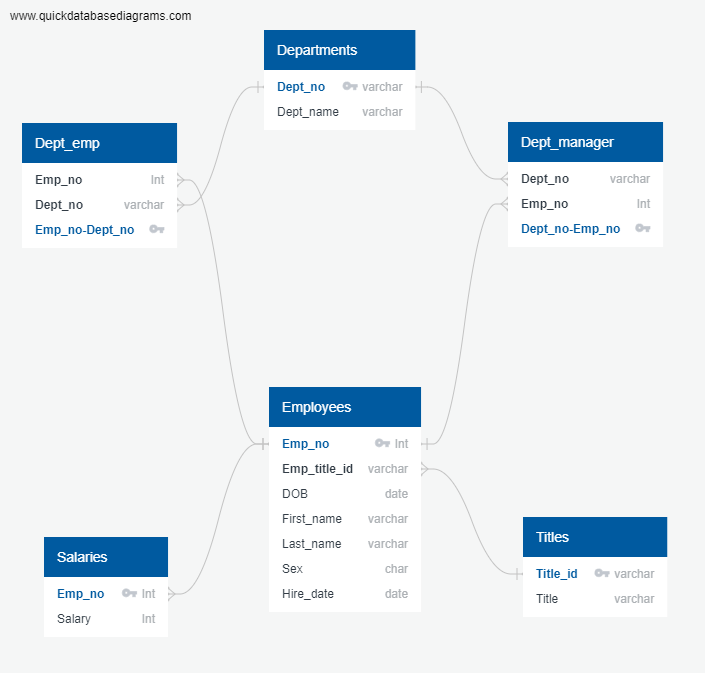 www.quickdatabasediagrams.com
Departments
Dept_no varchar
Dept_name varchar
Dept_emp
Emp_no Int
Dept_no varchar
Emp_no-Dept_no
Dept_manager
Dept_no varchar
Emp_no Int
Dept_no-Emp_no
Employees
Emp_no Int
Emp_title_id varchar
DOB date
First_name varchar
Last_name varchar
Sex char
Hire_date date
Salaries
Emp_no Int
Salary Int
Titles
Title_id varchar
Title varchar